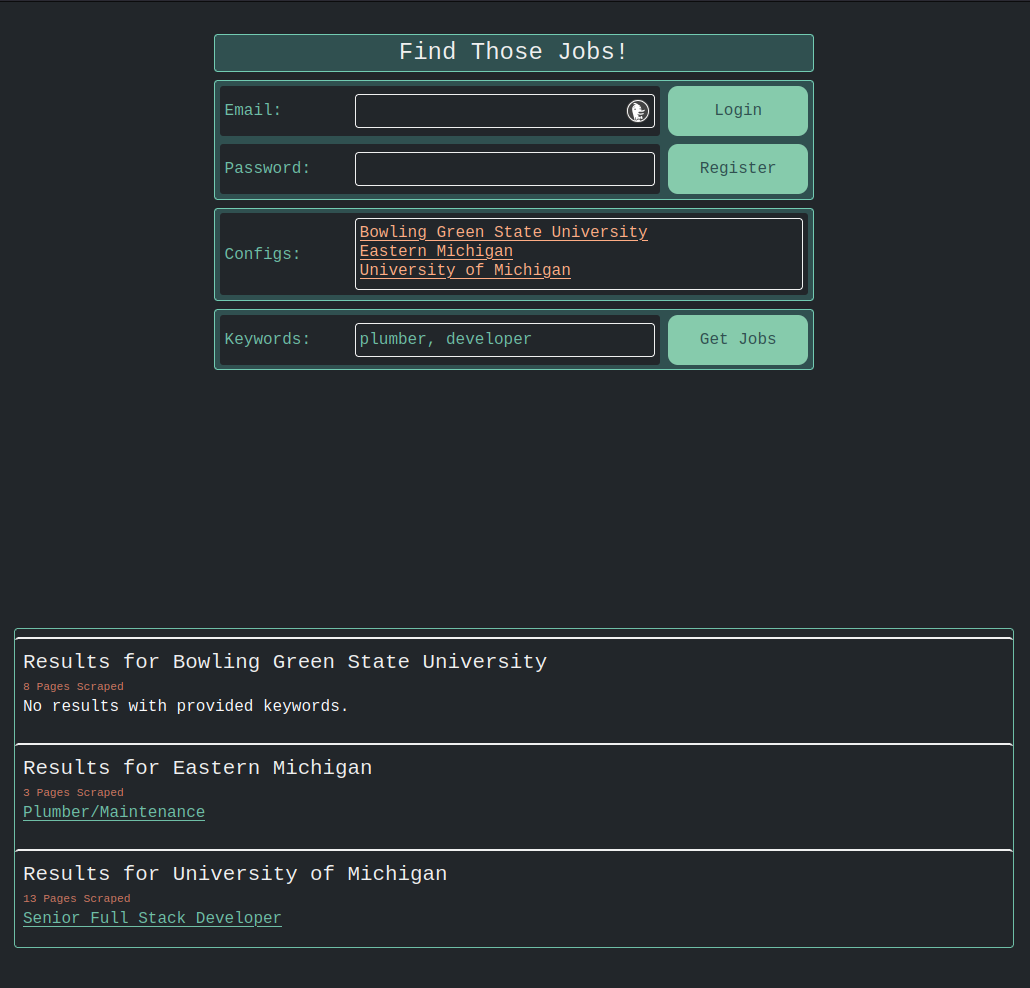 Find Those Jobs!
Email:
Login
Password:
Register
Configs:
Bowling Green State University
Eastern Michigan
University of Michigan
Keywords:
plumber, developer
Get Jobs
Results for Bowling Green State University
8 Pages Scraped
No results with provided keywords.
Results for Eastern Michigan
3 Pages Scraped
Plumber/Maintenance
Results for University of Michigan
13 Pages Scraped
Senior Full Stack Developer